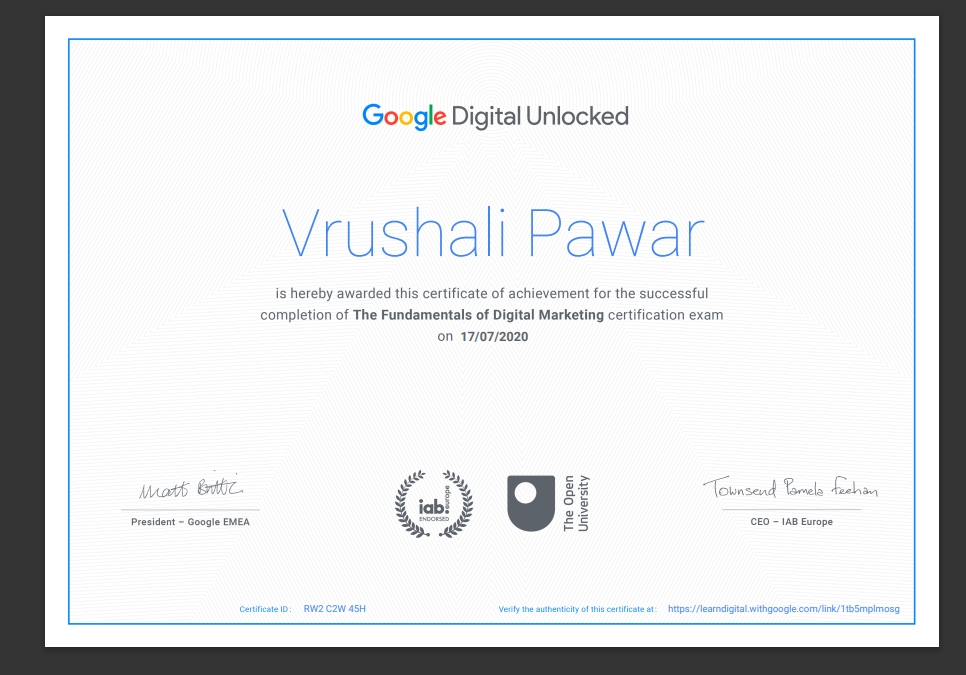 Google Digital Unlocked
Vrushali Pawar
is hereby awarded this certificate of achievement for the successful
completion of The Fundamentals of Digital Marketing certification exam
on 17/07/2020
Matt Brittin
Townsend Pamela Feehan
President – Google EMEA
iab europe
ENDORSED
The Open
University
CEO – IAB Europe
Certificate ID : RW2 C2W 45H
Verify the authenticity of this certificate at : https://learndigital.withgoogle.com/link/1tb5mplmosg